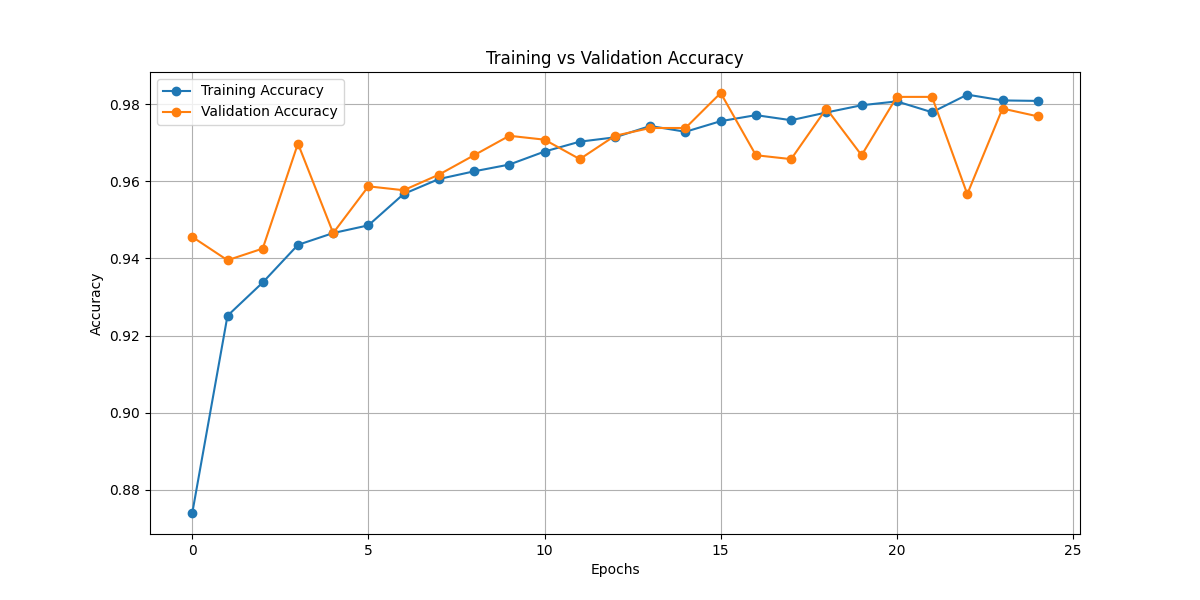 Training vs Validation Accuracy
Training Accuracy
Validation Accuracy
0.98
0.96
0.94
0.92
0.90
0.88
Accuracy
0 5 10 15 20 25
Epochs